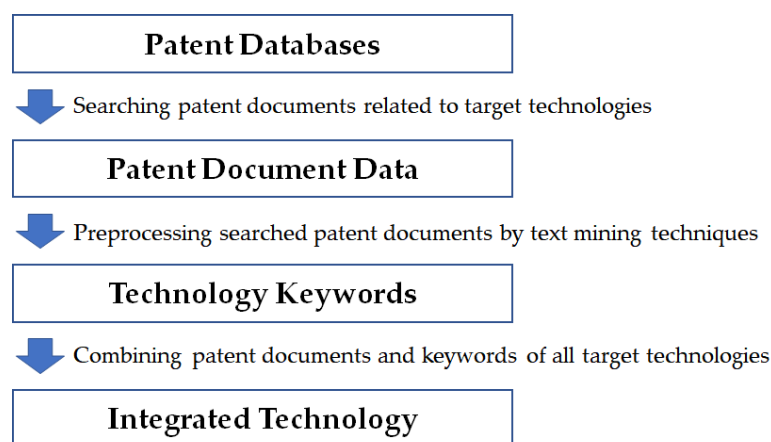 Patent Databases
Searching patent documents related to target technologies
Patent Document Data
Preprocessing searched patent documents by text mining techniques
Technology Keywords
Combining patent documents and keywords of all target technologies
Integrated Technology